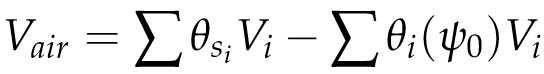 V_{air} = \sum \theta_{s_i} V_i - \sum \theta_i(\psi_0) V_i